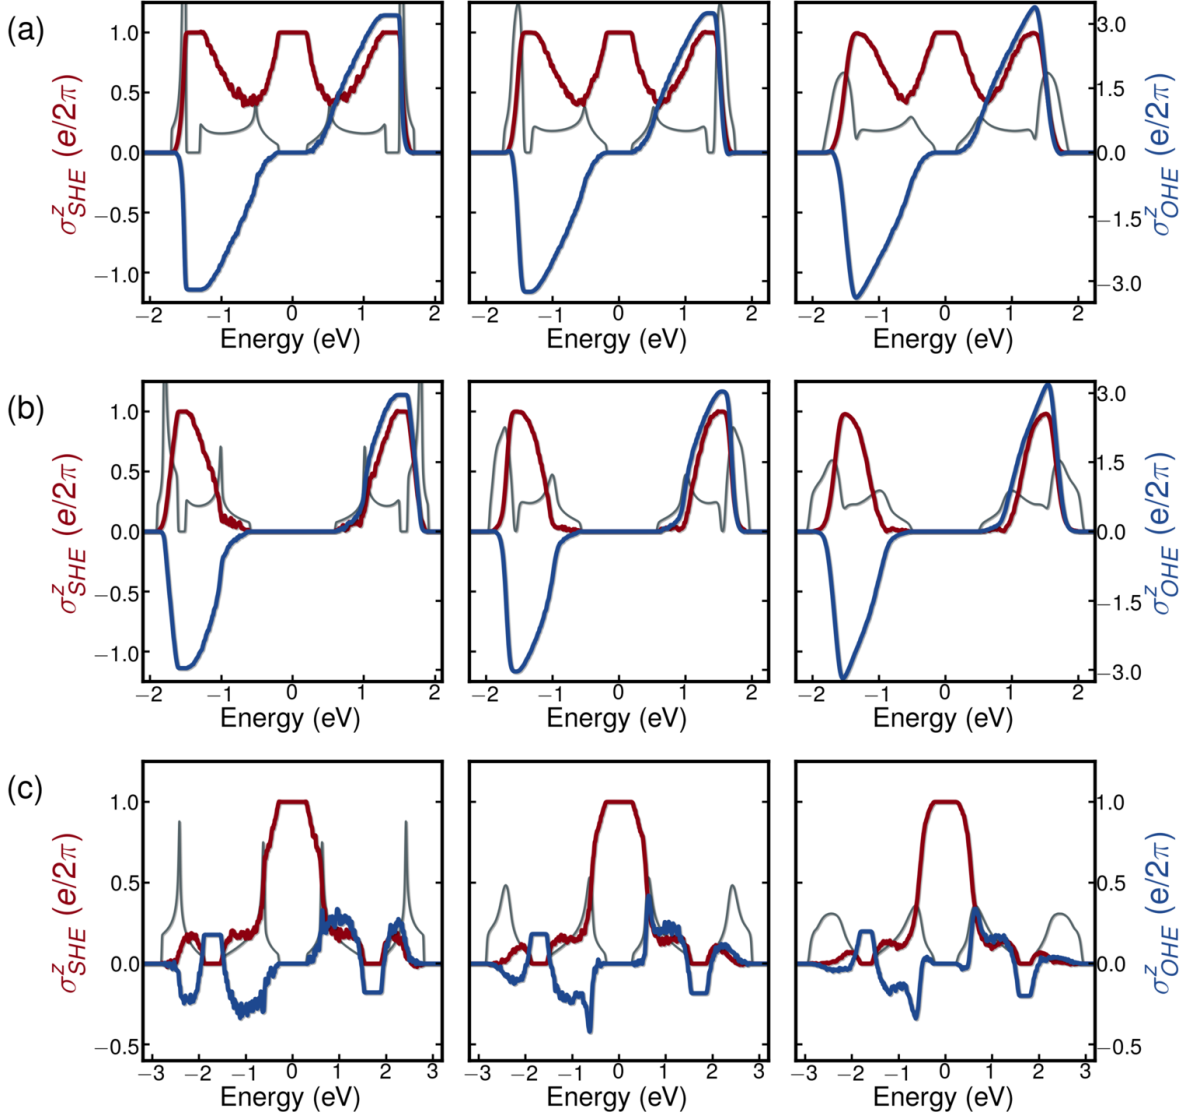 (a)
σ^z_SHE (e/2π)
1.0
0.5
0.0
−0.5
−1.0
3.0
1.5
0.0
−1.5
−3.0
σ^z_OHE (e/2π)
−2 −1 0 1 2
−2 −1 0 1 2
−2 −1 0 1 2
Energy (eV) Energy (eV) Energy (eV)
(b)
σ^z_SHE (e/2π)
1.0
0.5
0.0
−0.5
−1.0
3.0
1.5
0.0
−1.5
−3.0
σ^z_OHE (e/2π)
−2 −1 0 1 2
−2 −1 0 1 2
−2 −1 0 1 2
Energy (eV) Energy (eV) Energy (eV)
(c)
σ^z_SHE (e/2π)
1.0
0.5
0.0
−0.5
1.0
0.5
0.0
−0.5
σ^z_OHE (e/2π)
−3 −2 −1 0 1 2 3
−3 −2 −1 0 1 2 3
−3 −2 −1 0 1 2 3
Energy (eV) Energy (eV) Energy (eV)